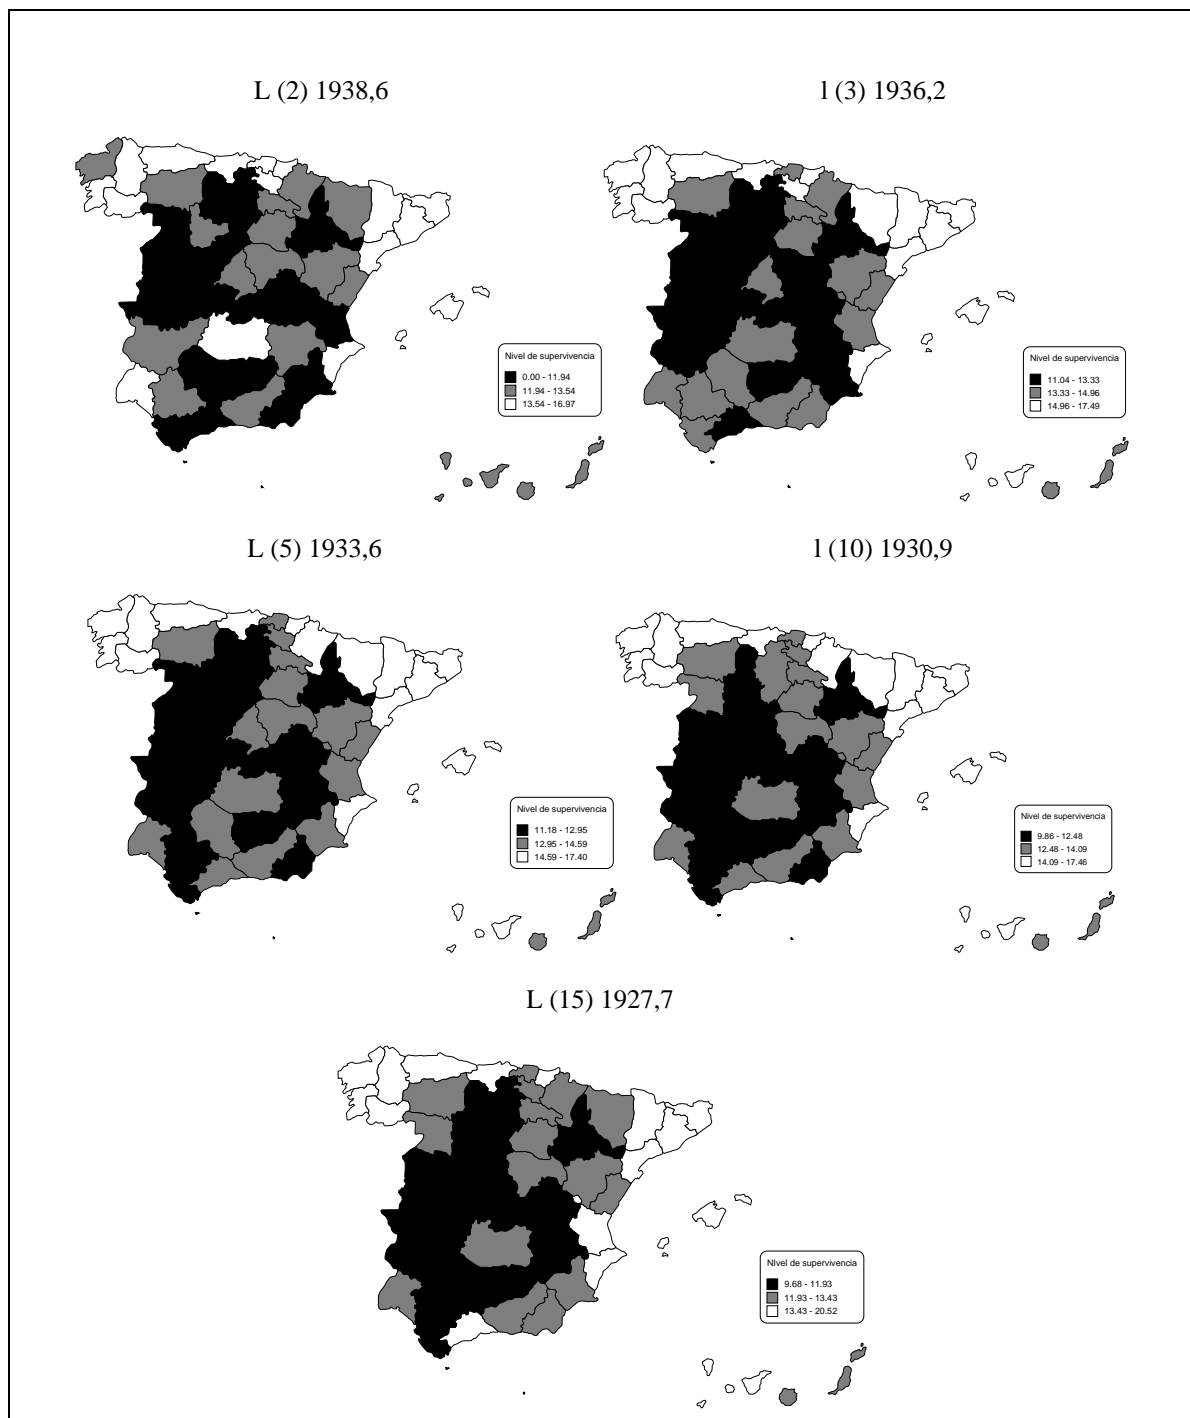 L (2) 1938,6
l (3) 1936,2
Nivel de supervivencia
0.00 - 11.94
11.94 - 13.54
13.54 - 16.97
Nivel de supervivencia
11.04 - 13.33
13.33 - 14.96
14.96 - 17.49
L (5) 1933,6
l (10) 1930,9
Nivel de supervivencia
11.18 - 12.95
12.95 - 14.59
14.59 - 17.40
Nivel de supervivencia
9.86 - 12.48
12.48 - 14.09
14.09 - 17.46
L (15) 1927,7
NIvel de supervivencia
9.68 - 11.93
11.93 - 13.43
13.43 - 20.52